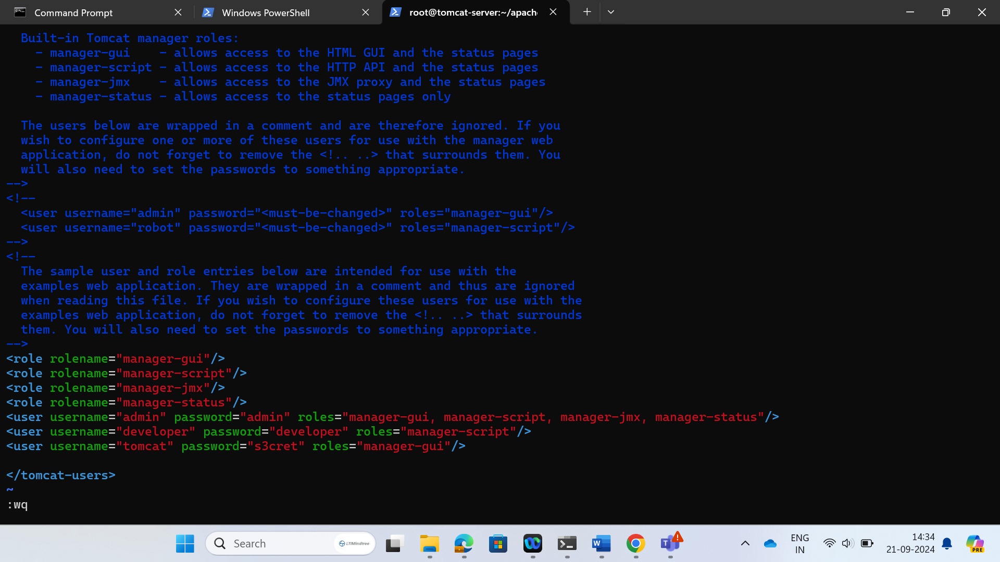 Command Prompt
Windows PowerShell
root@tomcat-server:~/apach
Built-in Tomcat manager roles:
- manager-gui    - allows access to the HTML GUI and the status pages
- manager-script - allows access to the HTTP API and the status pages
- manager-jmx    - allows access to the JMX proxy and the status pages
- manager-status - allows access to the status pages only
The users below are wrapped in a comment and are therefore ignored. If you
wish to configure one or more of these users for use with the manager web
application, do not forget to remove the <!.. ..> that surrounds them. You
will also need to set the passwords to something appropriate.
-->
<!--
<user username="admin" password="<must-be-changed>" roles="manager-gui"/>
<user username="robot" password="<must-be-changed>" roles="manager-script"/>
-->
<!--
The sample user and role entries below are intended for use with the
examples web application. They are wrapped in a comment and thus are ignored
when reading this file. If you wish to configure these users for use with the
examples web application, do not forget to remove the <!.. ..> that surrounds
them. You will also need to set the passwords to something appropriate.
-->
<role rolename="manager-gui"/>
<role rolename="manager-script"/>
<role rolename="manager-jmx"/>
<role rolename="manager-status"/>
<user username="admin" password="admin" roles="manager-gui, manager-script, manager-jmx, manager-status"/>
<user username="developer" password="developer" roles="manager-script"/>
<user username="tomcat" password="s3cret" roles="manager-gui"/>
</tomcat-users>
~
:wq
Search
LTIMindtree
ENG
IN
14:34
21-09-2024
PRE